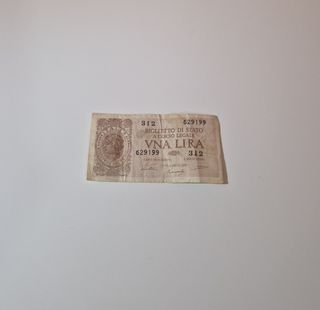 312 629199
BIGLIETTO DI STATO
A CORSO LEGALE
VNA LIRA
629199 312